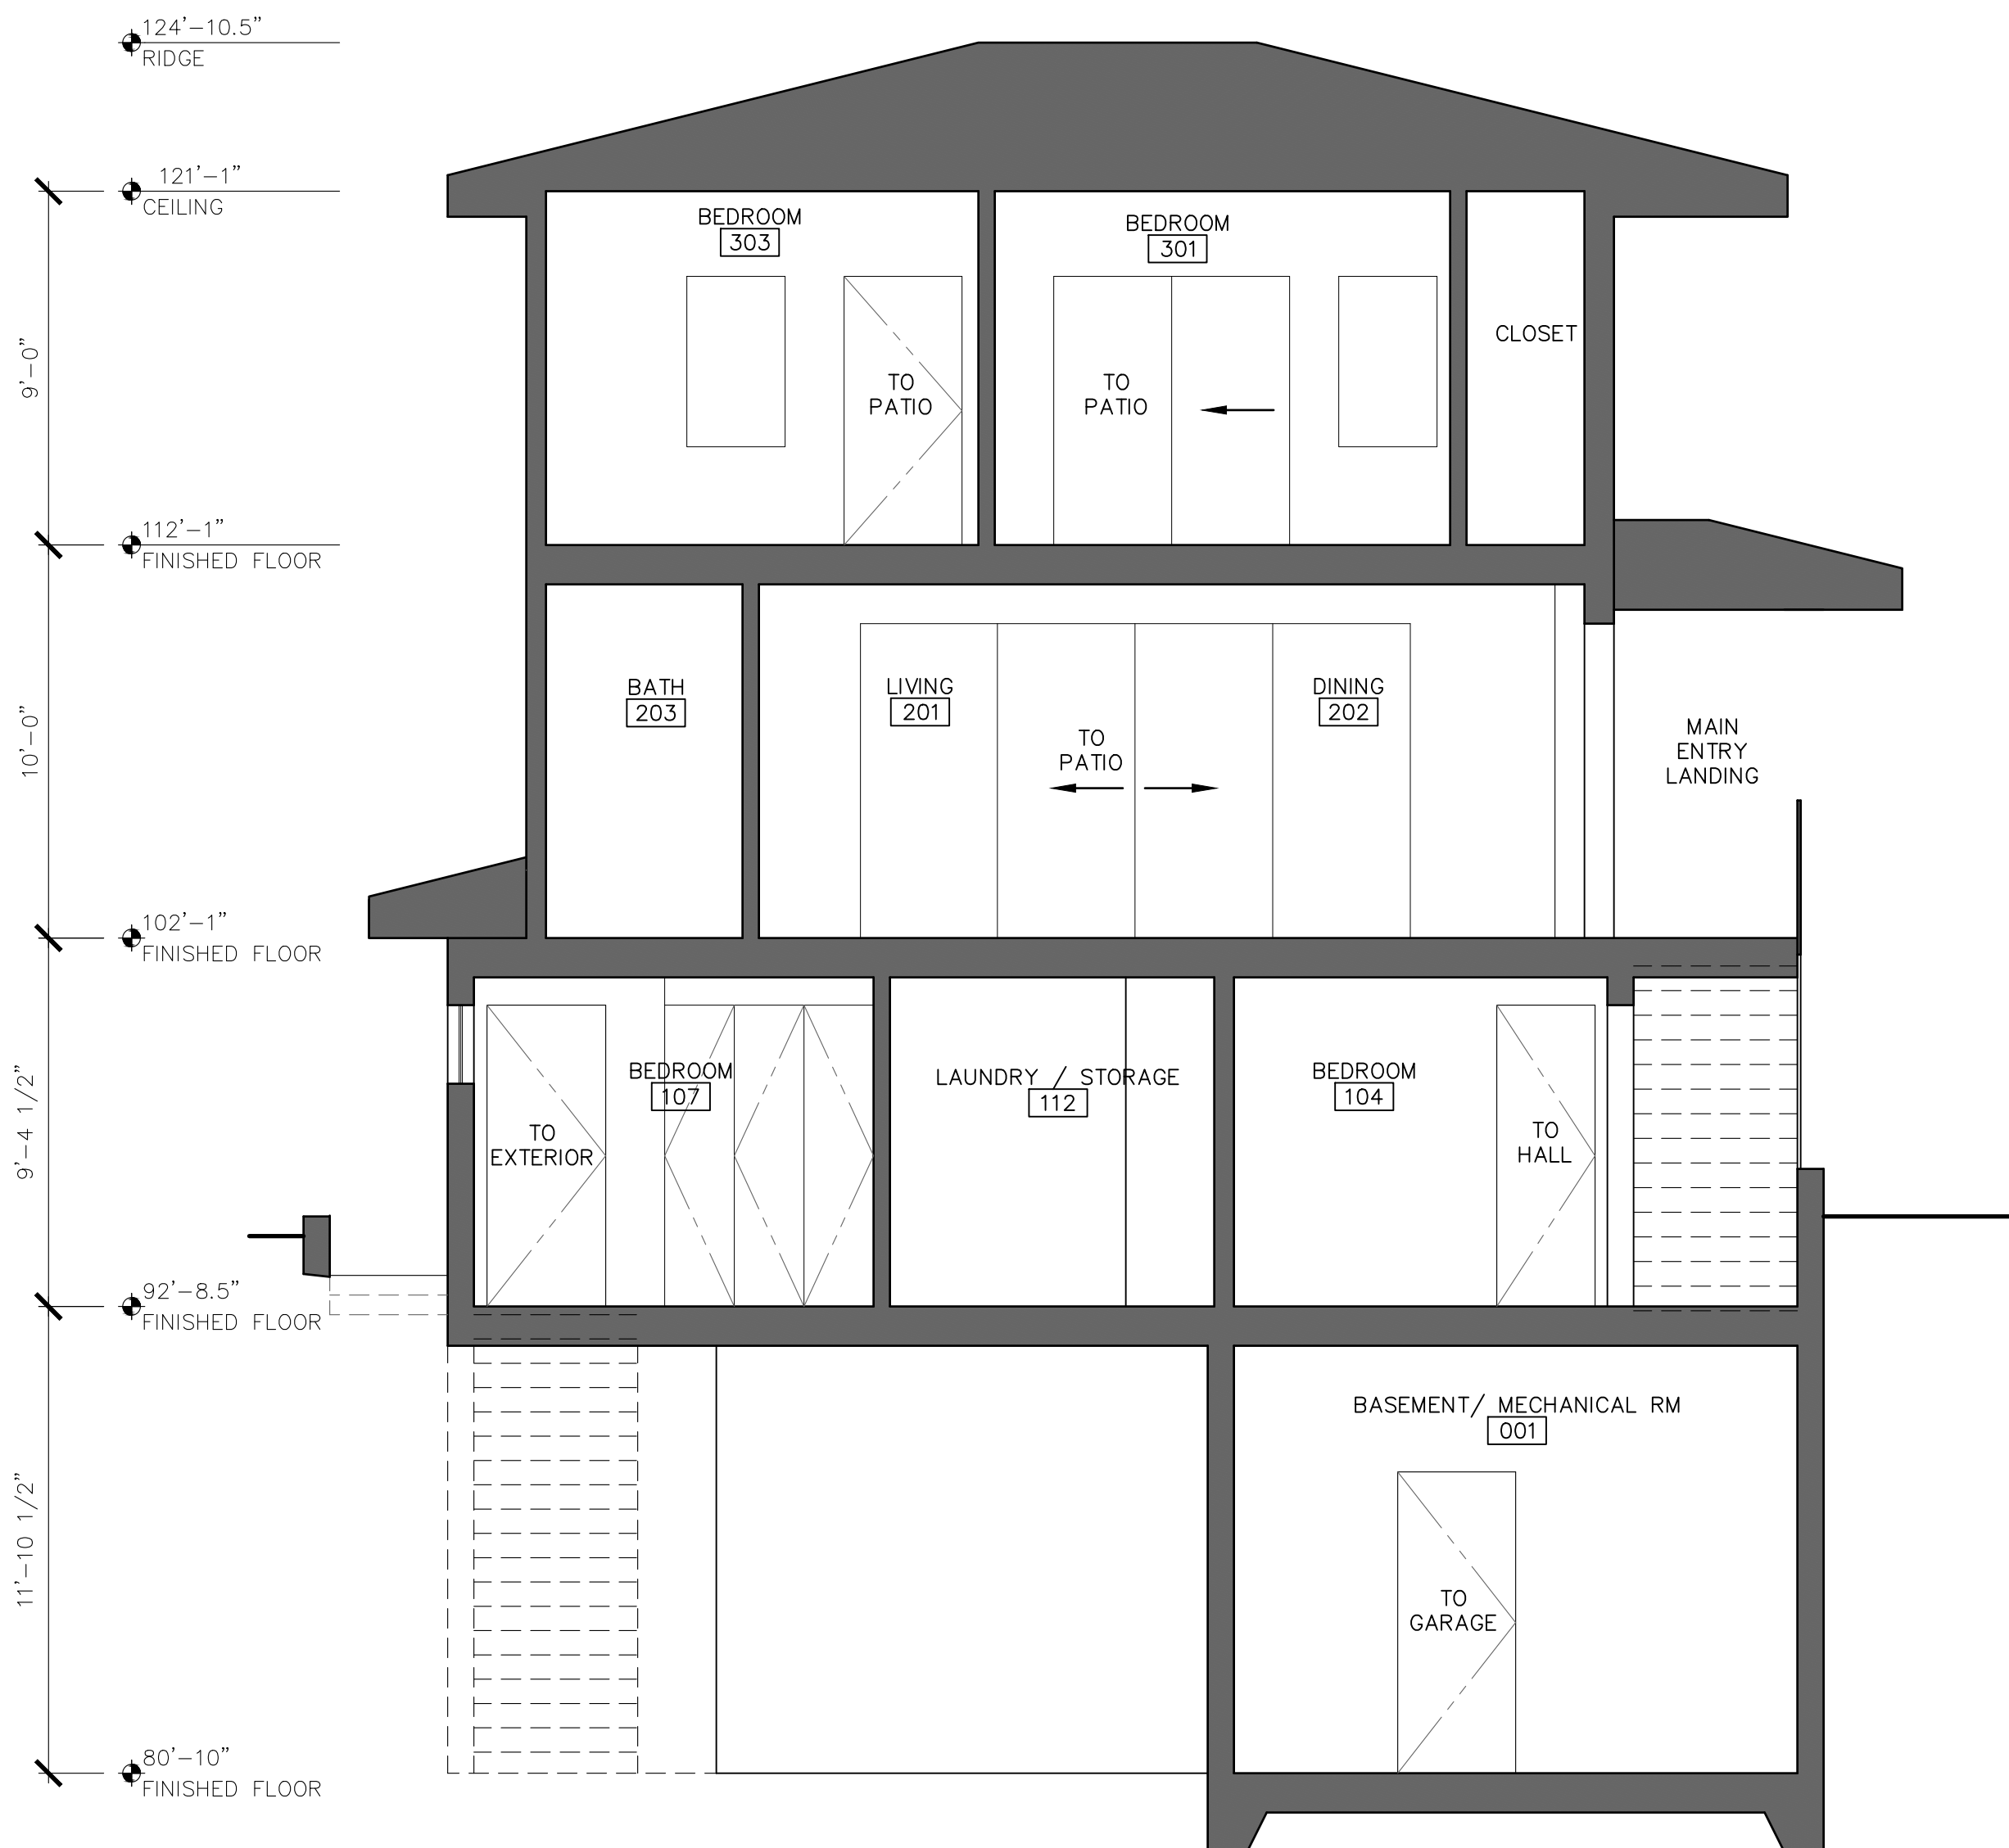 124'-10.5"
RIDGE
121'-1"
CEILING
9'-0"
112'-1"
FINISHED FLOOR
10'-0"
102'-1"
FINISHED FLOOR
9'-4 1/2"
92'-8.5"
FINISHED FLOOR
11'-10 1/2"
80'-10"
FINISHED FLOOR
BEDROOM
303
TO
PATIO
BEDROOM
301
TO
PATIO
CLOSET
BATH
203
LIVING
201
TO
PATIO
DINING
202
MAIN
ENTRY
LANDING
BEDROOM
107
TO
EXTERIOR
LAUNDRY / STORAGE
112
BEDROOM
104
TO
HALL
BASEMENT/ MECHANICAL RM
001
TO
GARAGE